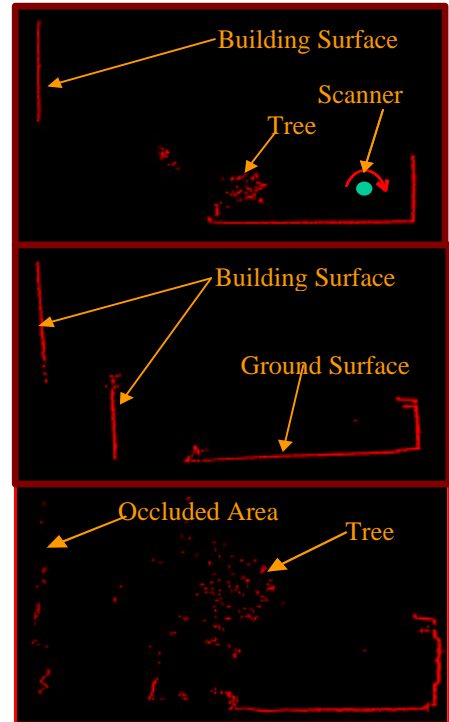 Building Surface
Scanner
Tree
Building Surface
Ground Surface
Occluded Area
Tree